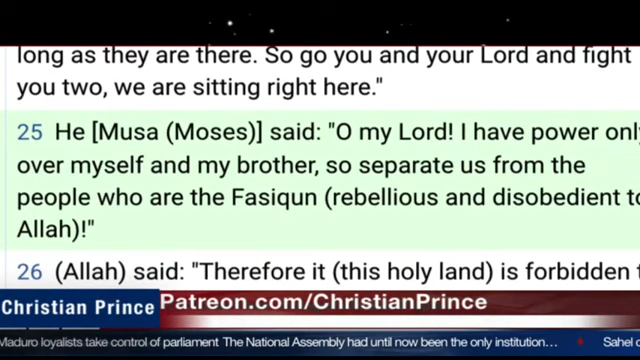 long as they are there. So go you and your Lord and fight
you two, we are sitting right here."
25 He [Musa (Moses)] said: "O my Lord! I have power only
over myself and my brother, so separate us from the
people who are the Fasiqun (rebellious and disobedient to
Allah)!"
26 (Allah) said: "Therefore it (this holy land) is forbidden
Christian Prince
Patreon.com/ChristianPrince
Maduro loyalists take control of parliament The National Assembly had until now been the only institution… Sahel